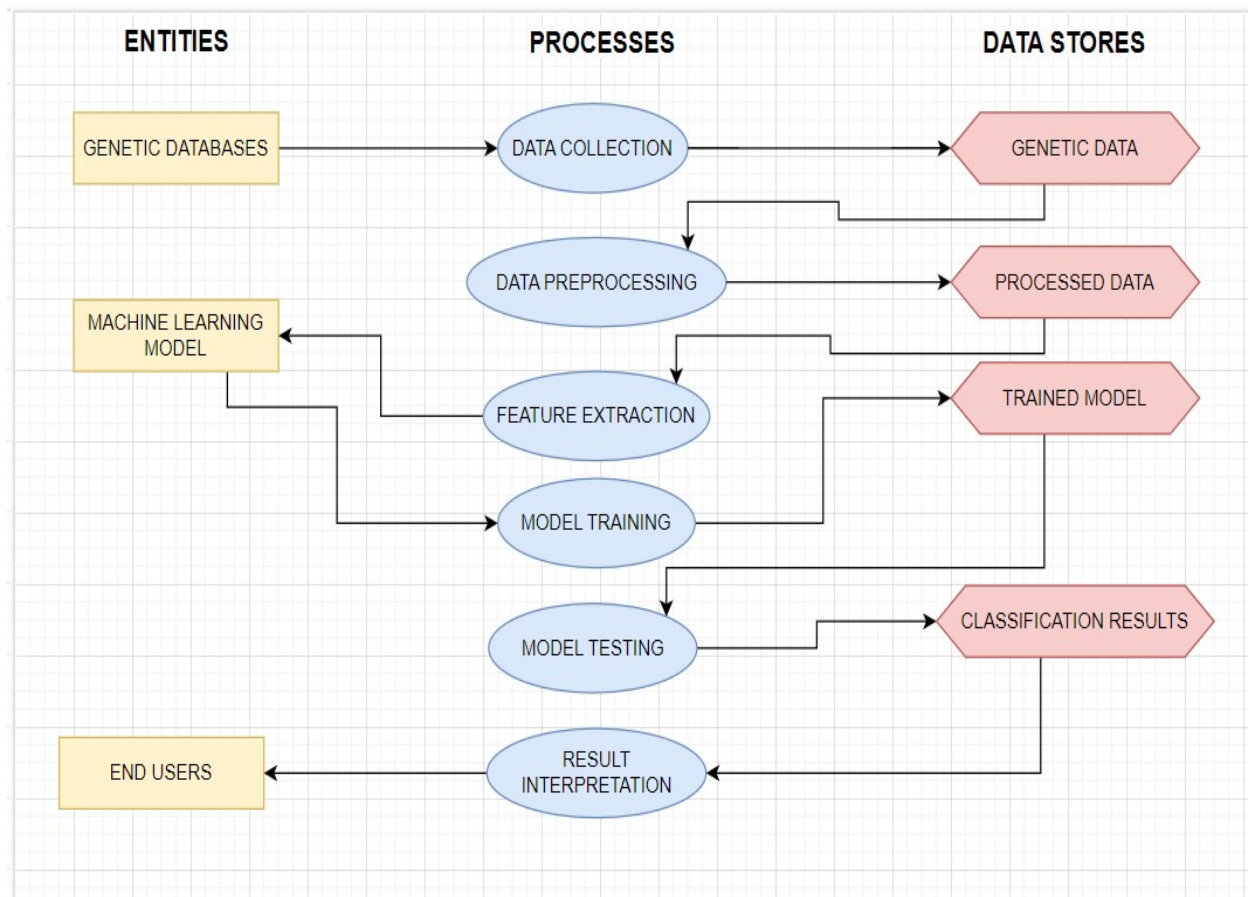 ENTITIES
PROCESSES
DATA STORES
GENETIC DATABASES
DATA COLLECTION
GENETIC DATA
DATA PREPROCESSING
PROCESSED DATA
MACHINE LEARNING
MODEL
FEATURE EXTRACTION
TRAINED MODEL
MODEL TRAINING
MODEL TESTING
CLASSIFICATION RESULTS
END USERS
RESULT
INTERPRETATION